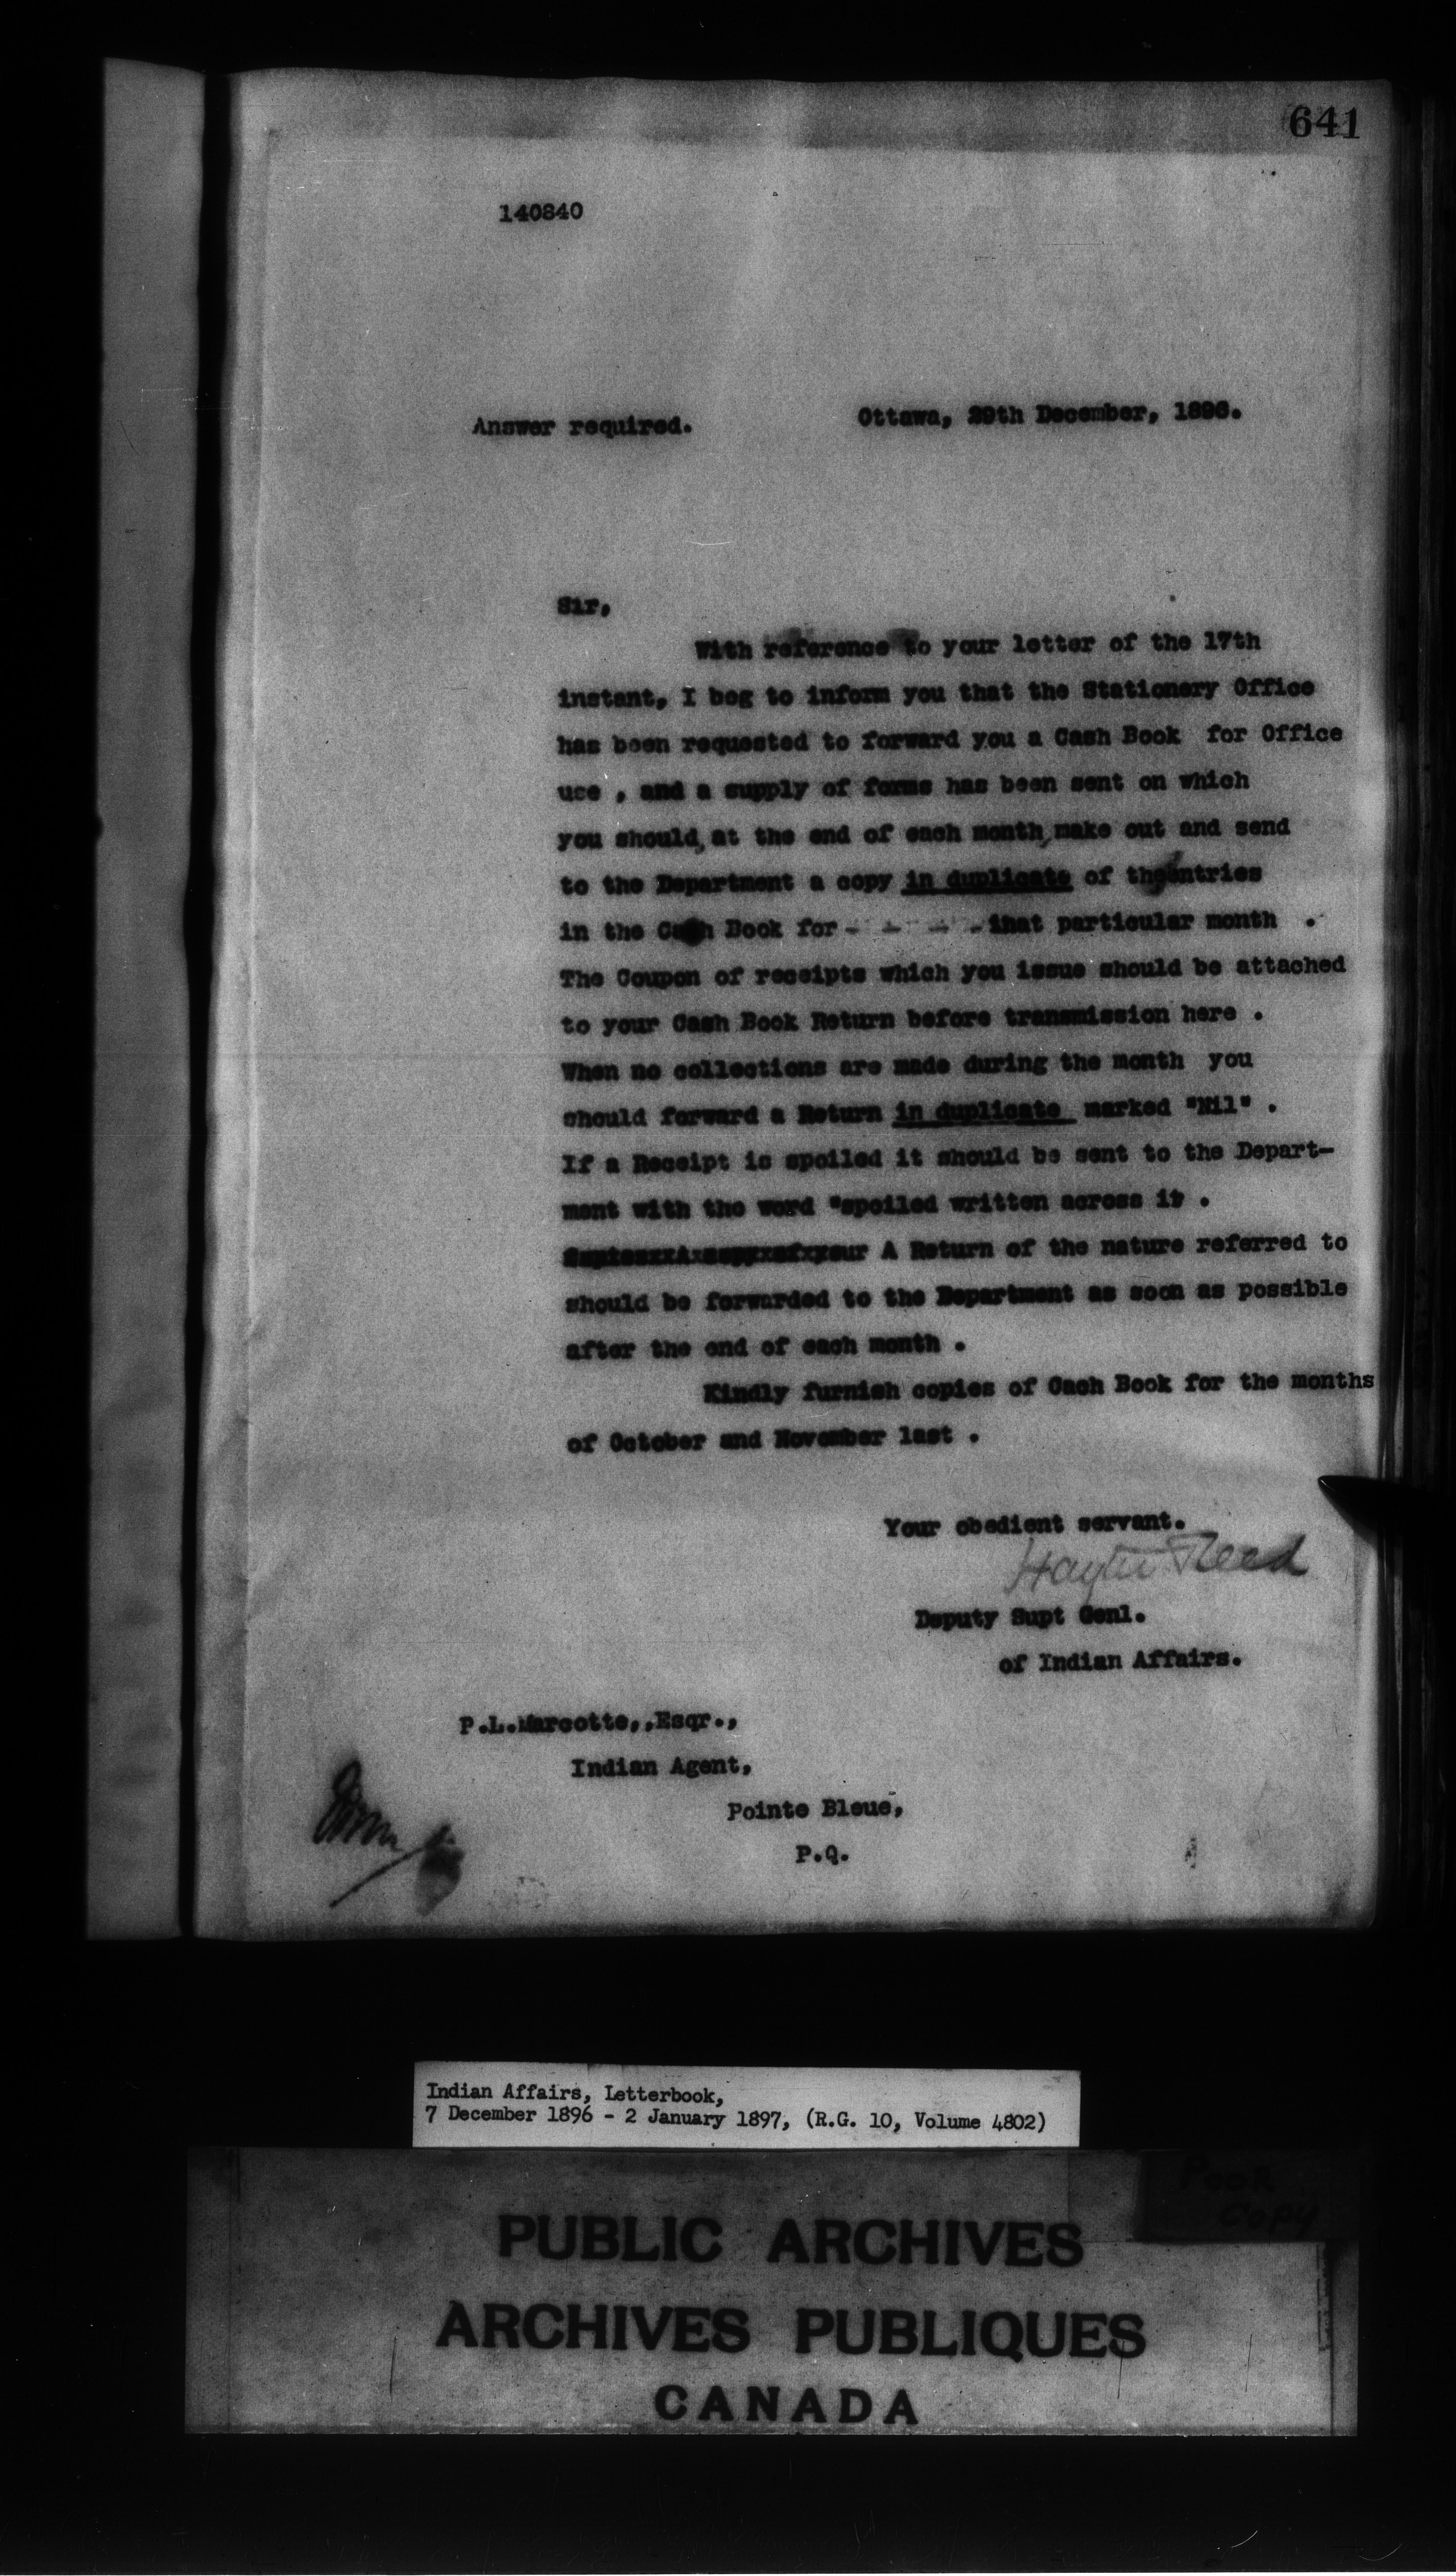 641
140840
Answer required.
Ottawa, 29th December, 1896.
Sir,
With reference to your letter of the 17th
instant, I beg to inform you that the Stationery Office
has been requested to forward you a Cash Book for Office
use , and a supply of forms has been sent on which
you should, at the end of each month, make out and send
to the Department a copy in duplicate of the entries
in the Cash Book for - - - - that particular month .
The Coupon of receipts which you issue should be attached
to your Cash Book Return before transmission here .
When no collections are made during the month you
should forward a Return in duplicate marked "Nil" .
If a Receipt is spoiled it should be sent to the Depart-
ment with the word "spoiled written across it .
A Return of the nature referred to
should be forwarded to the Department as soon as possible
after the end of each month .
Kindly furnish copies of Cash Book for the months
of October and November last .
Your obedient servant.
Hayter Reed
Deputy Supt Genl.
of Indian Affairs.
P.L.Marcotte,,Esqr.,
Indian Agent,
Pointe Bleue,
P.Q.
Indian Affairs, Letterbook,
7 December 1896 - 2 January 1897, (R.G. 10, Volume 4802)
Poor
Copy
PUBLIC ARCHIVES
ARCHIVES PUBLIQUES
CANADA